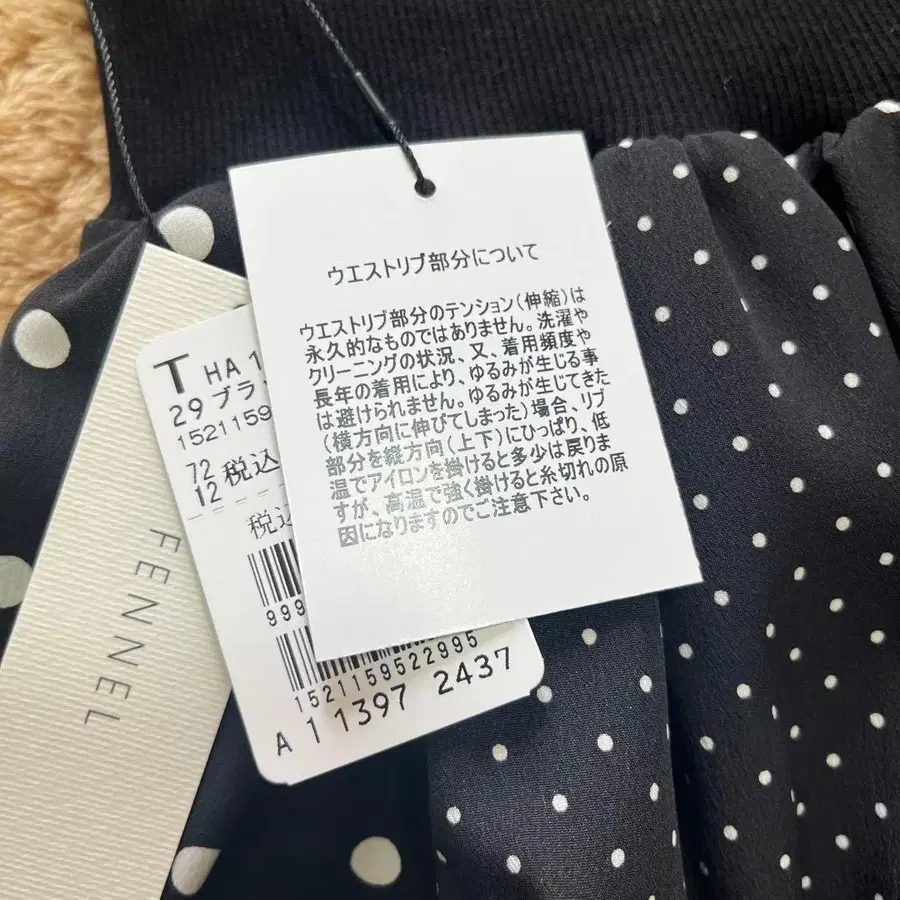 ウエストリブ部分について
ウエストリブ部分のテンション(伸縮)は
永久的なものではありません。洗濯や
クリーニングの状況、又、着用頻度や
長年の着用により、ゆるみが生じる事
は避けられません。ゆるみが生じてきた
(横方向に伸びてしまった)場合、リブ
部分を縦方向(上下)にひっぱり、低
温でアイロンを掛けると多少は戻りま
すが、高温で強く掛けると糸切れの原
因になりますのでご注意下さい。
T HA 1
29 ブラ
1521159
72
12 税込
税込
999
1521159522995
A 11397 2437
FENNEL